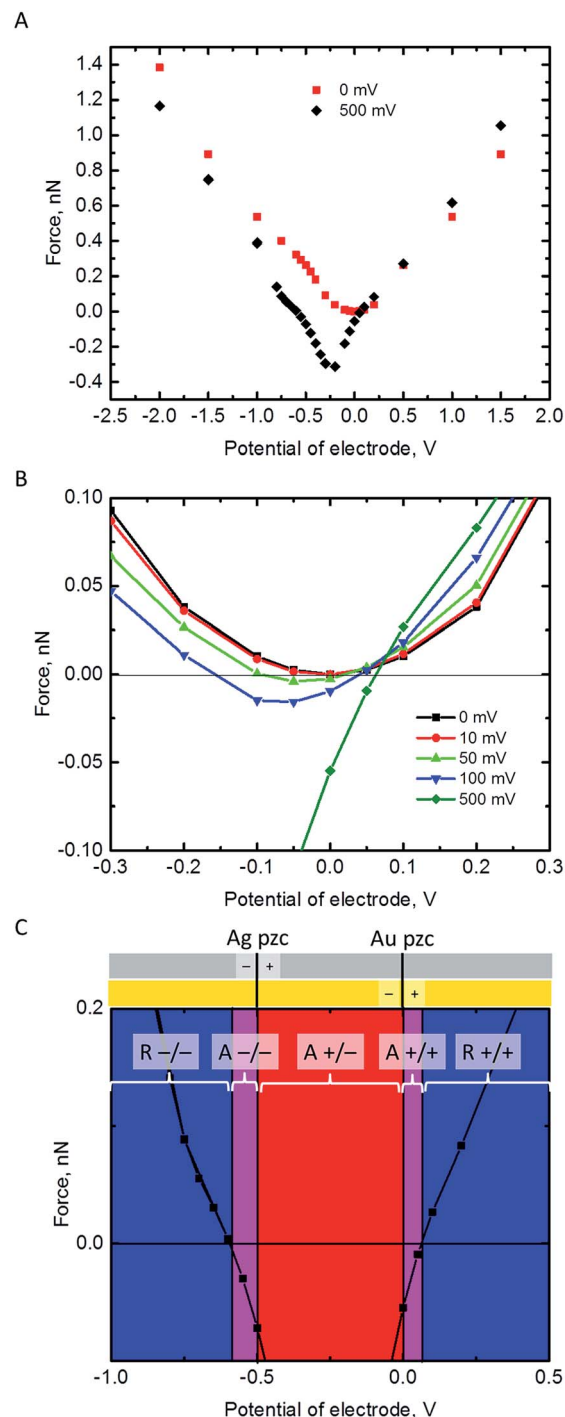 A
1.4
1.2
1.0
0.8
0.6
0.4
0.2
0.0
-0.2
-0.4
Force, nN
0 mV
500 mV
-2.5 -2.0 -1.5 -1.0 -0.5 0.0 0.5 1.0 1.5 2.0
Potential of electrode, V
B
0.10
0.05
0.00
-0.05
-0.10
Force, nN
0 mV
10 mV
50 mV
100 mV
500 mV
-0.3 -0.2 -0.1 0.0 0.1 0.2 0.3
Potential of electrode, V
C
Ag pzc Au pzc
– +
– +
0.2
0.0
Force, nN
R –/– A –/– A +/– A +/+ R +/+
-1.0 -0.5 0.0 0.5
Potential of electrode, V